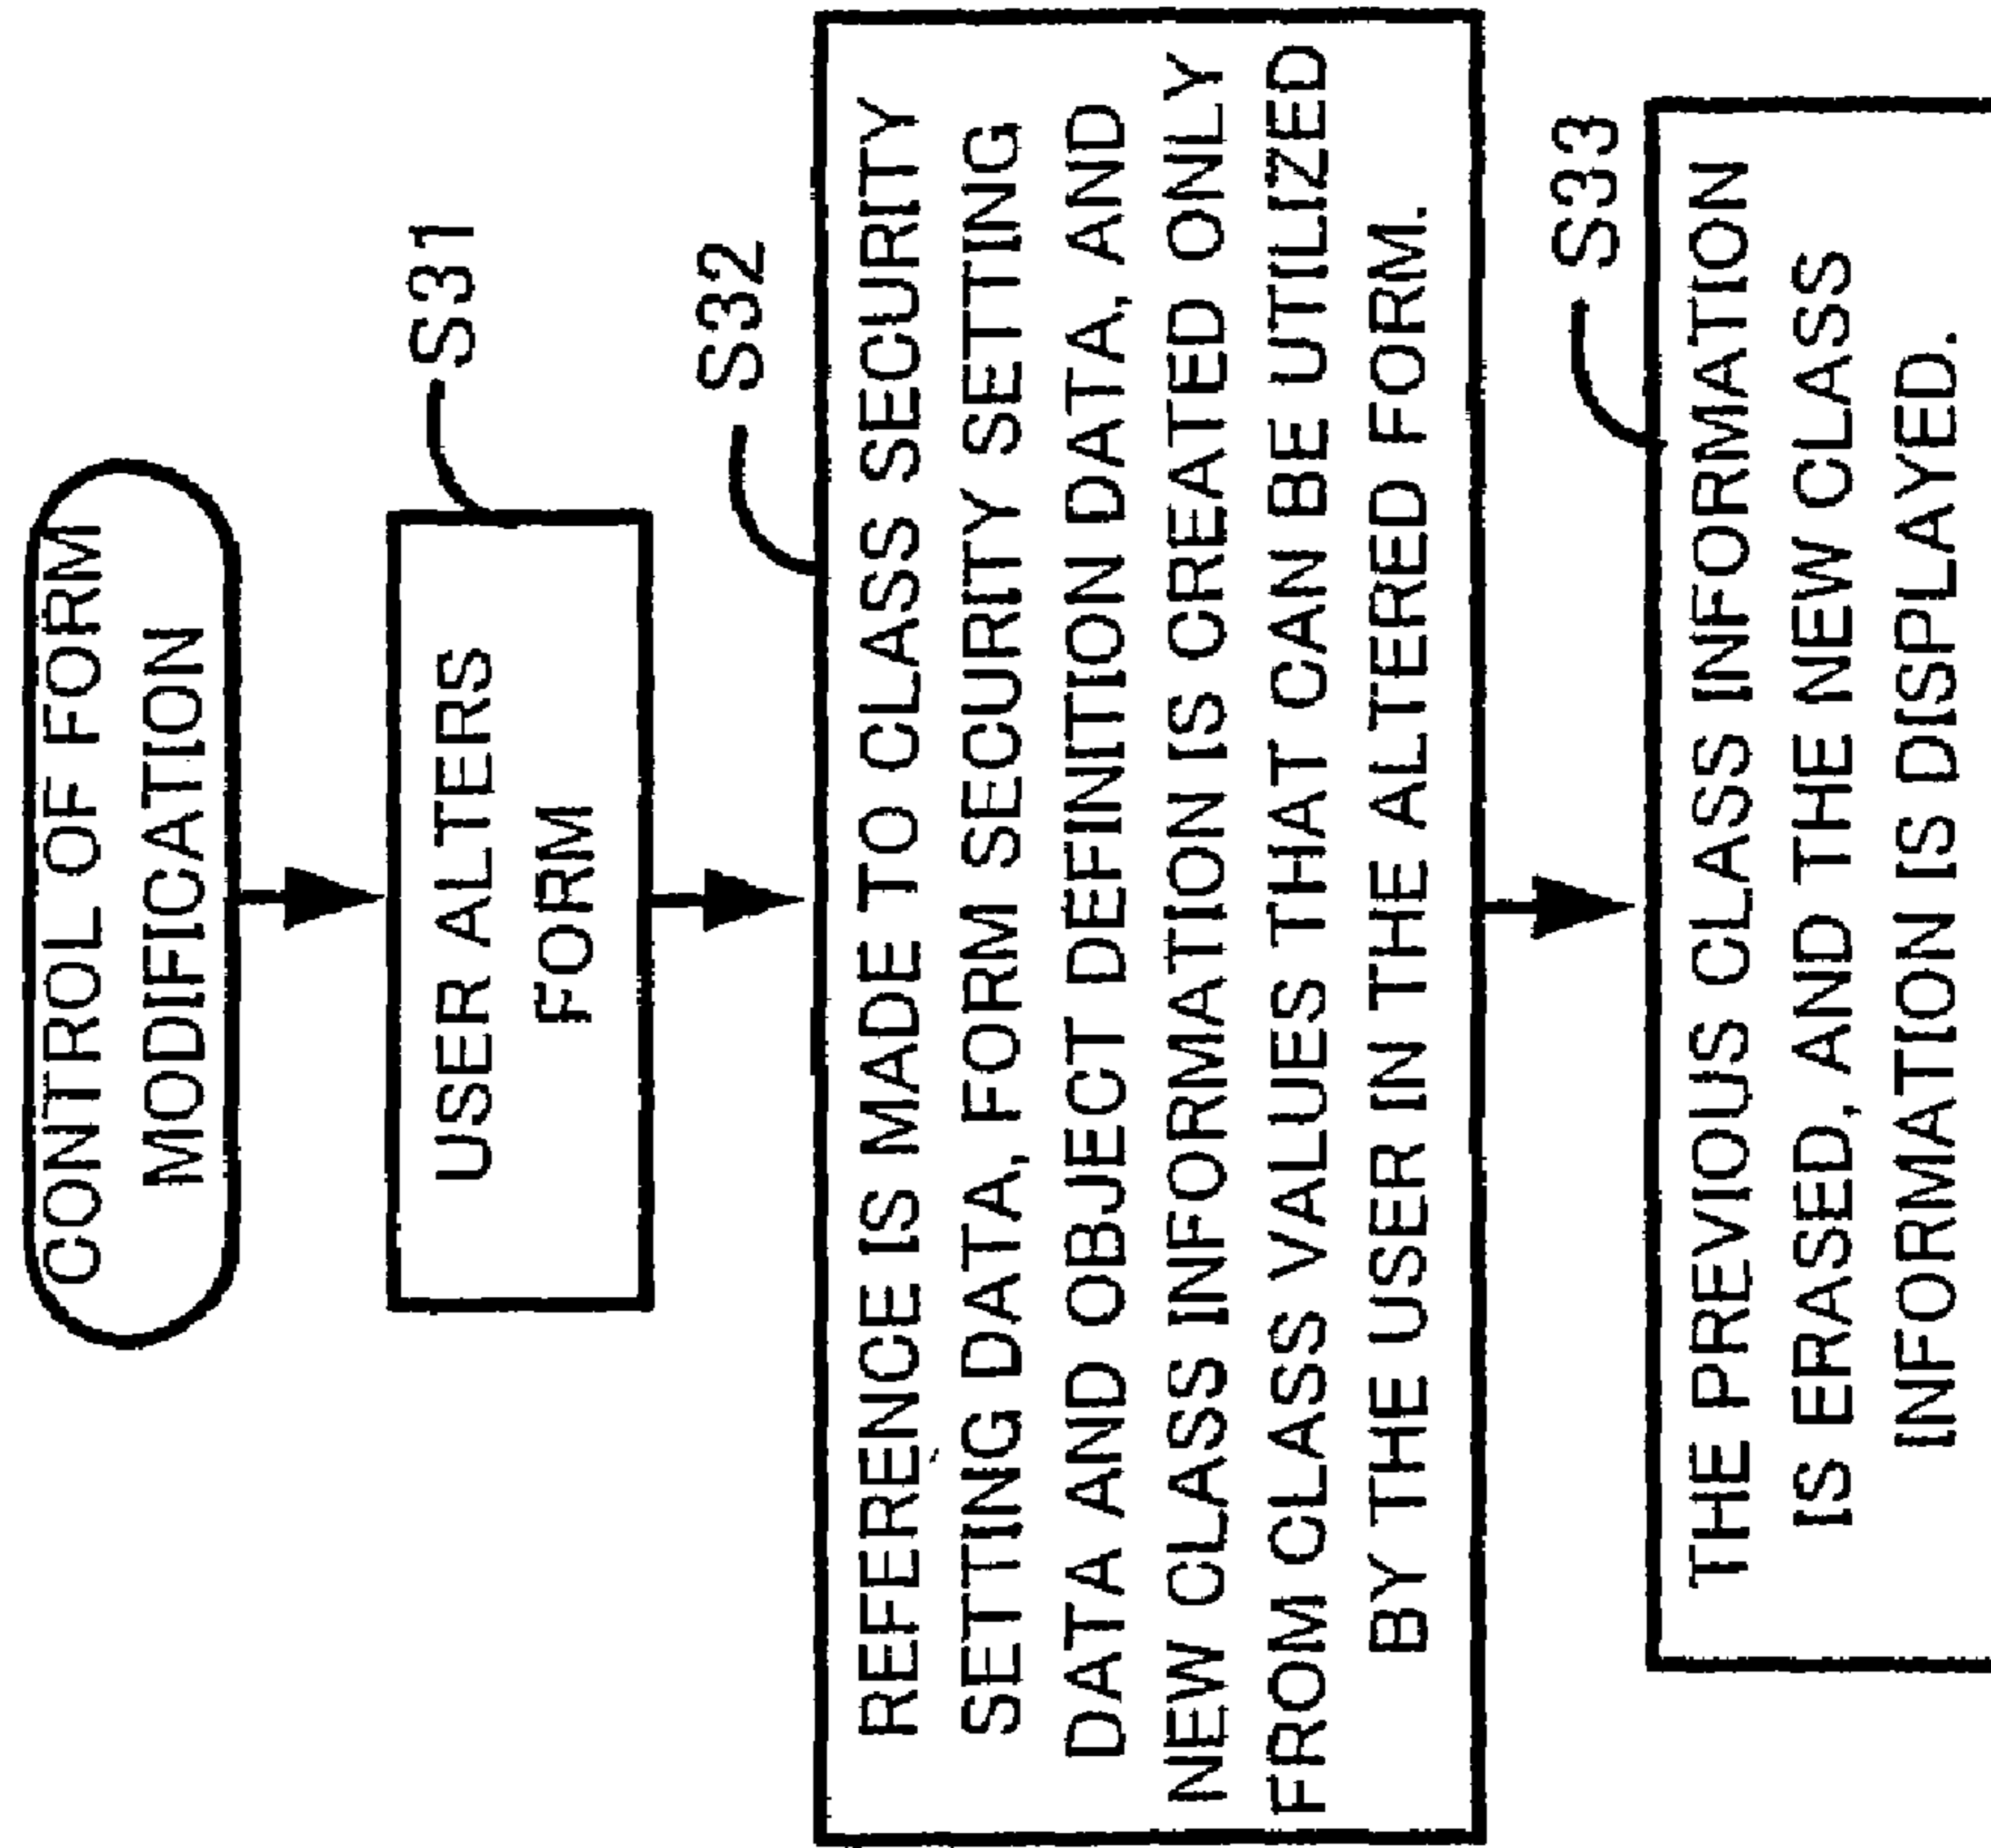 CONTROL OF FORM
MODIFICATION
S31
USER ALTERS
FORM
S32
REFERENCE IS MADE TO CLASS SECURITY
SETTING DATA, FORM SECURITY SETTING
DATA AND OBJECT DEFINITION DATA, AND
NEW CLASS INFORMATION IS CREATED ONLY
FROM CLASS VALUES THAT CAN BE UTILIZED
BY THE USER IN THE ALTERED FORM.
S33
THE PREVIOUS CLASS INFORMATION
IS ERASED, AND THE NEW CLASS
INFORMATION IS DISPLAYED.